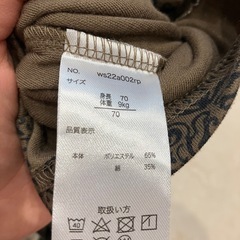 NO. ws22a002rp
サイズ
身長 70
体重 9kg
70
品質表示
本体 ポリエステル 65%
綿 35%
取扱い方
40